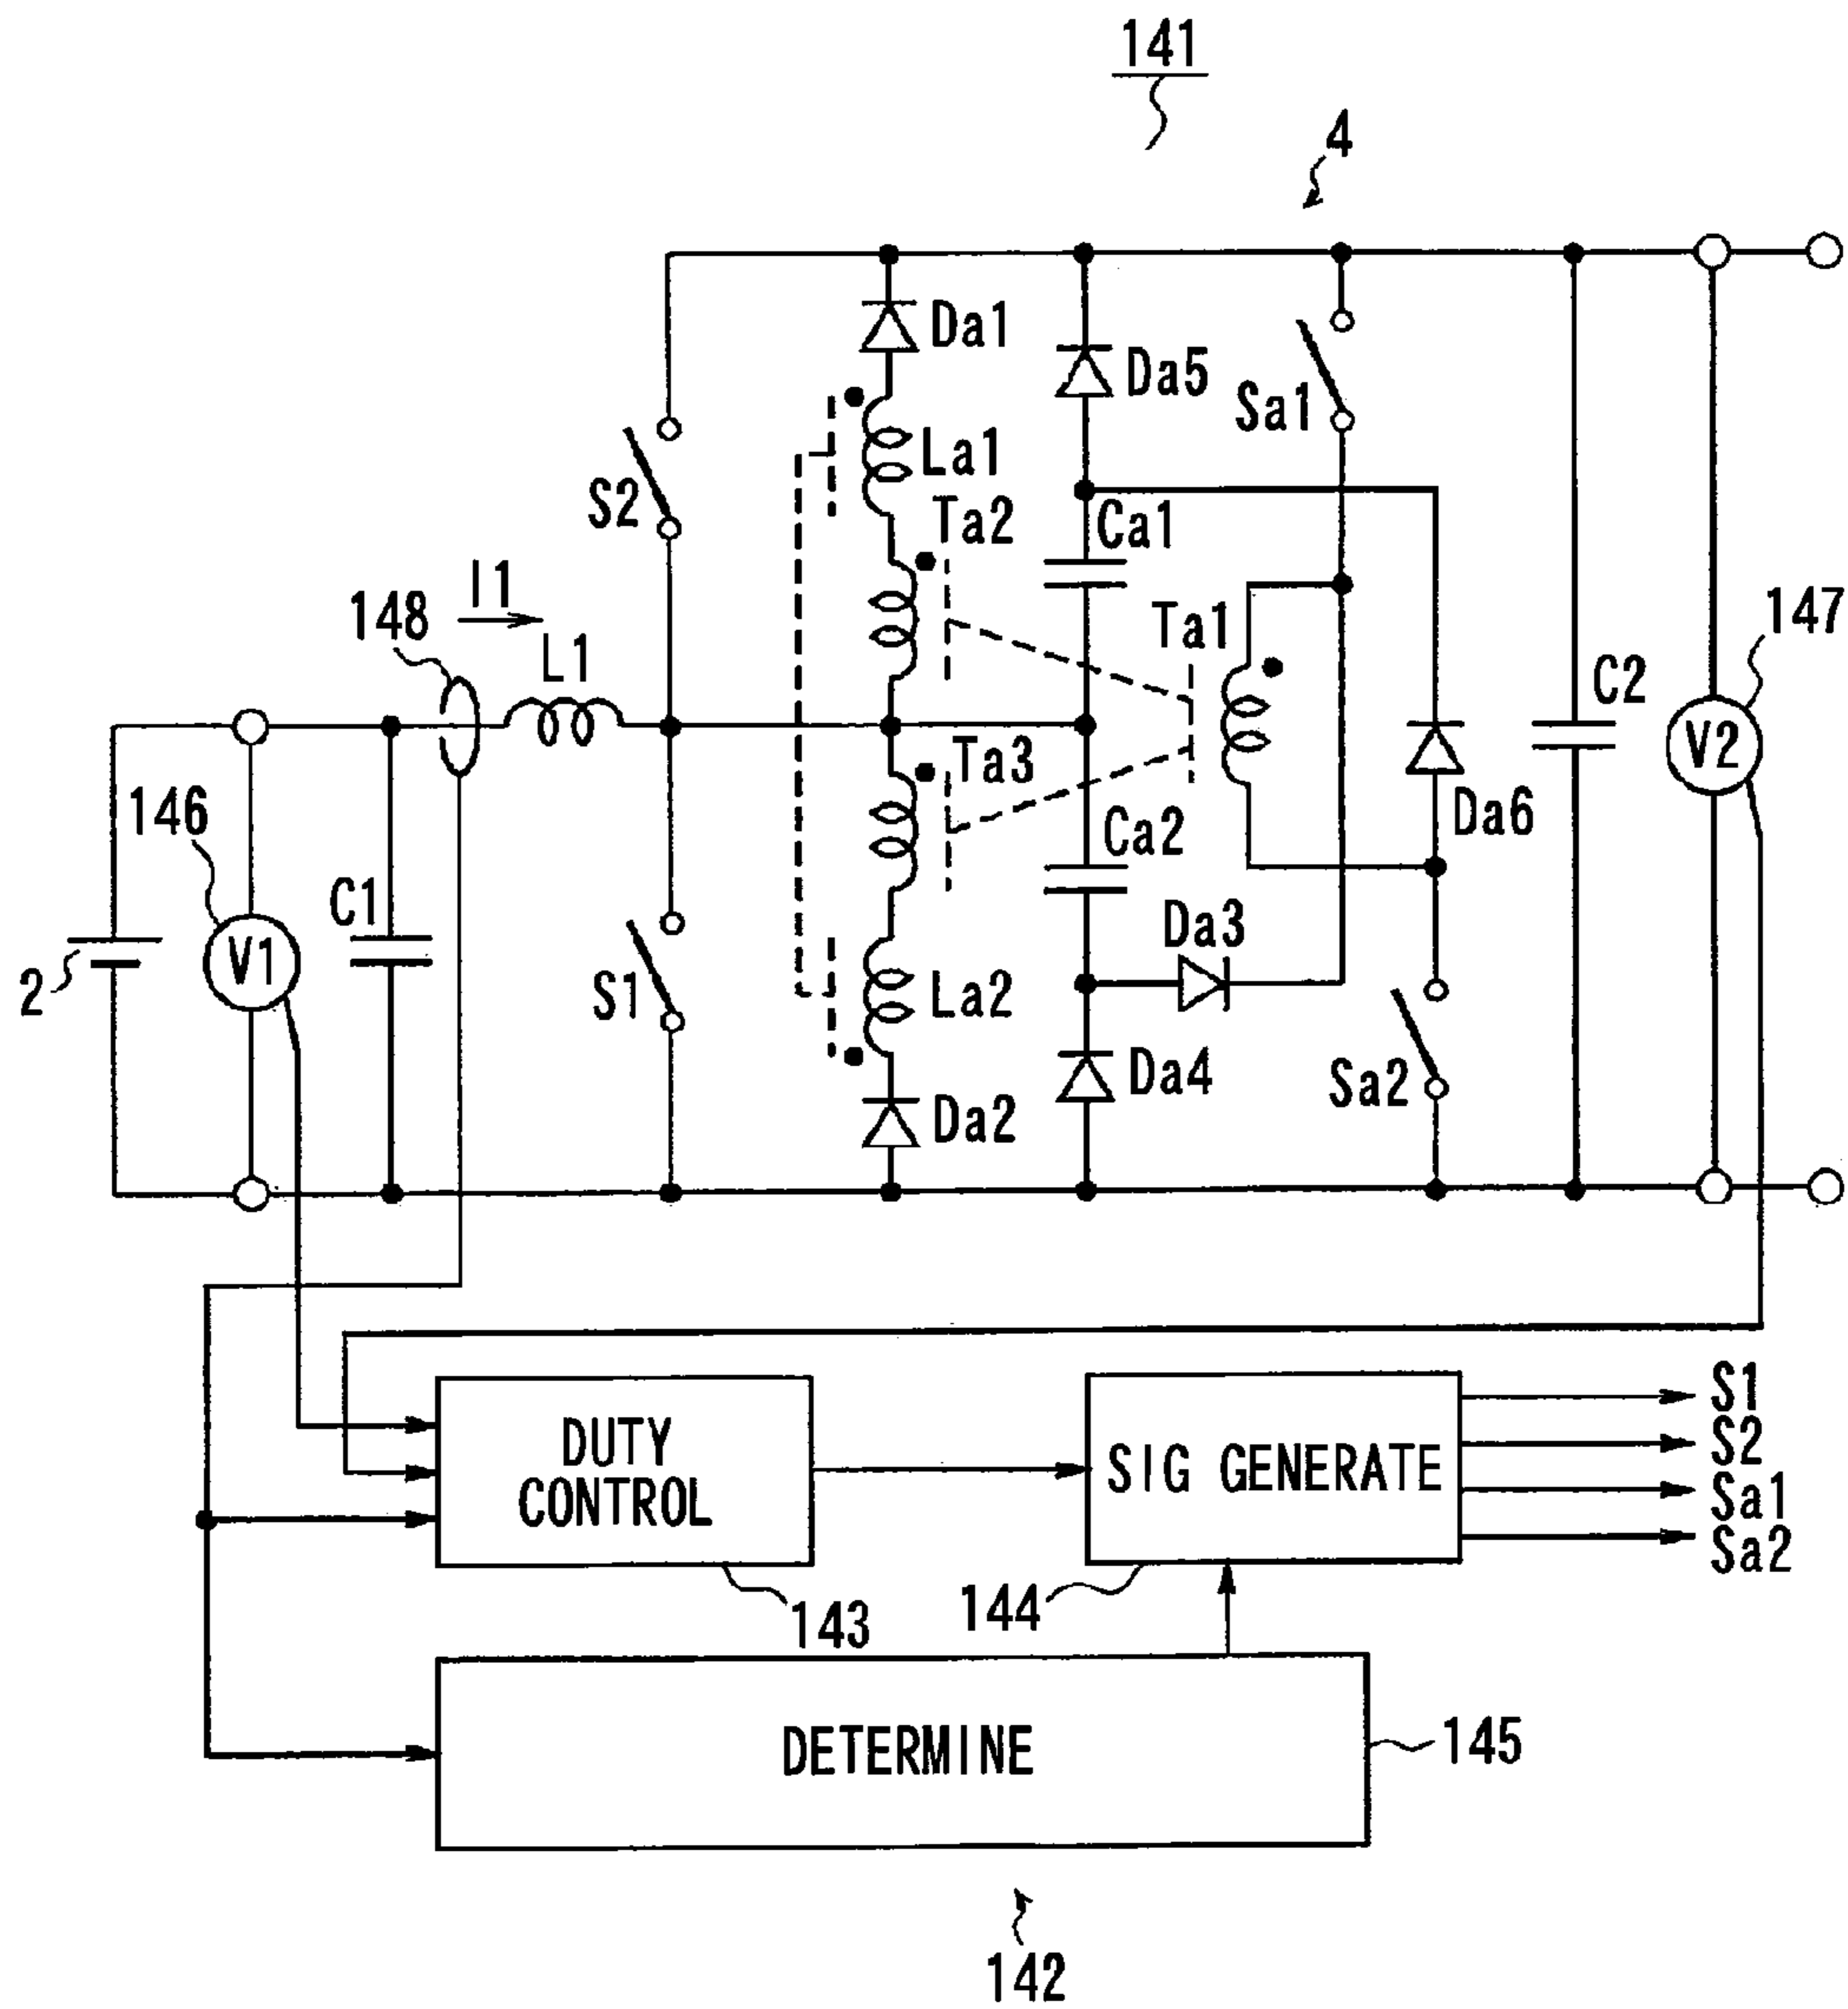 141
4
Da1
Da5
Sa1
La1
S2
Ta2
Ca1
I1
148
Ta1
147
L1
C2
V2
Ta3
146
Ca2
Da6
C1
Da3
V1
2
S1
La2
Da4
Sa2
Da2
DUTY
CONTROL
SIG GENERATE
S1
S2
Sa1
Sa2
143
144
DETERMINE
145
142